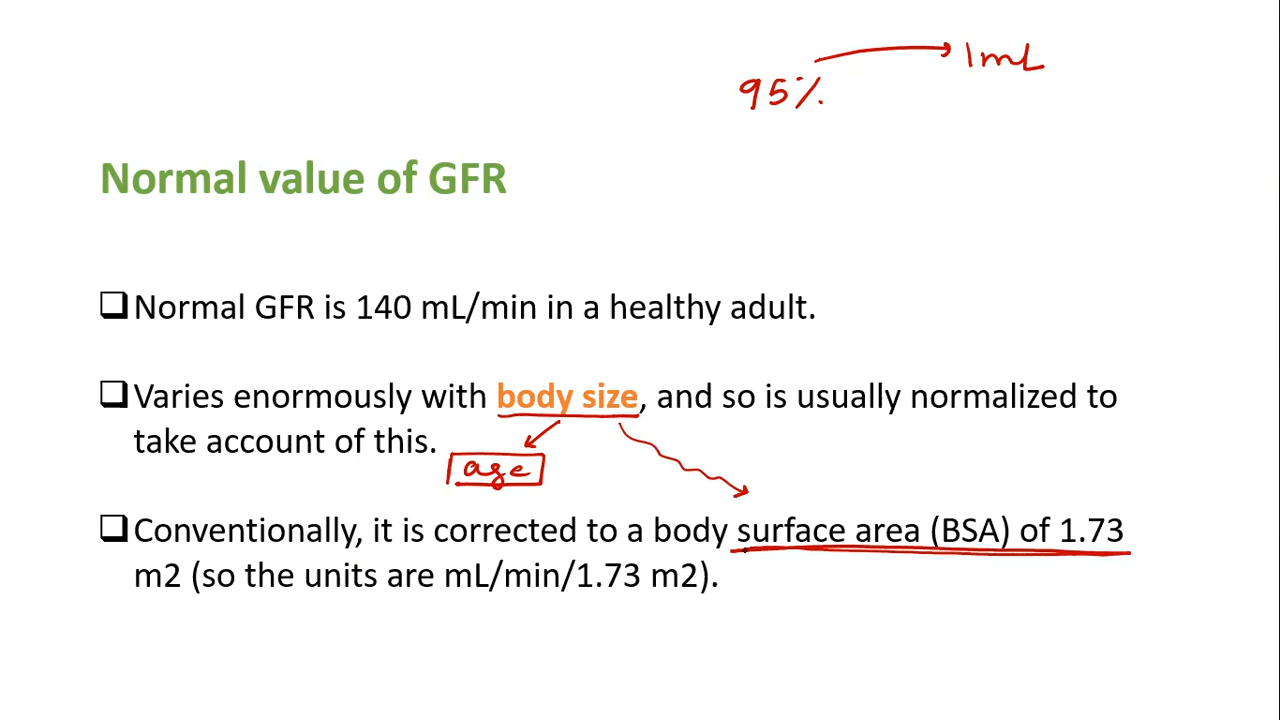 95% 1mL
Normal value of GFR
❑Normal GFR is 140 mL/min in a healthy adult.
❑Varies enormously with body size, and so is usually normalized to
take account of this.
age
❑Conventionally, it is corrected to a body surface area (BSA) of 1.73
m2 (so the units are mL/min/1.73 m2).